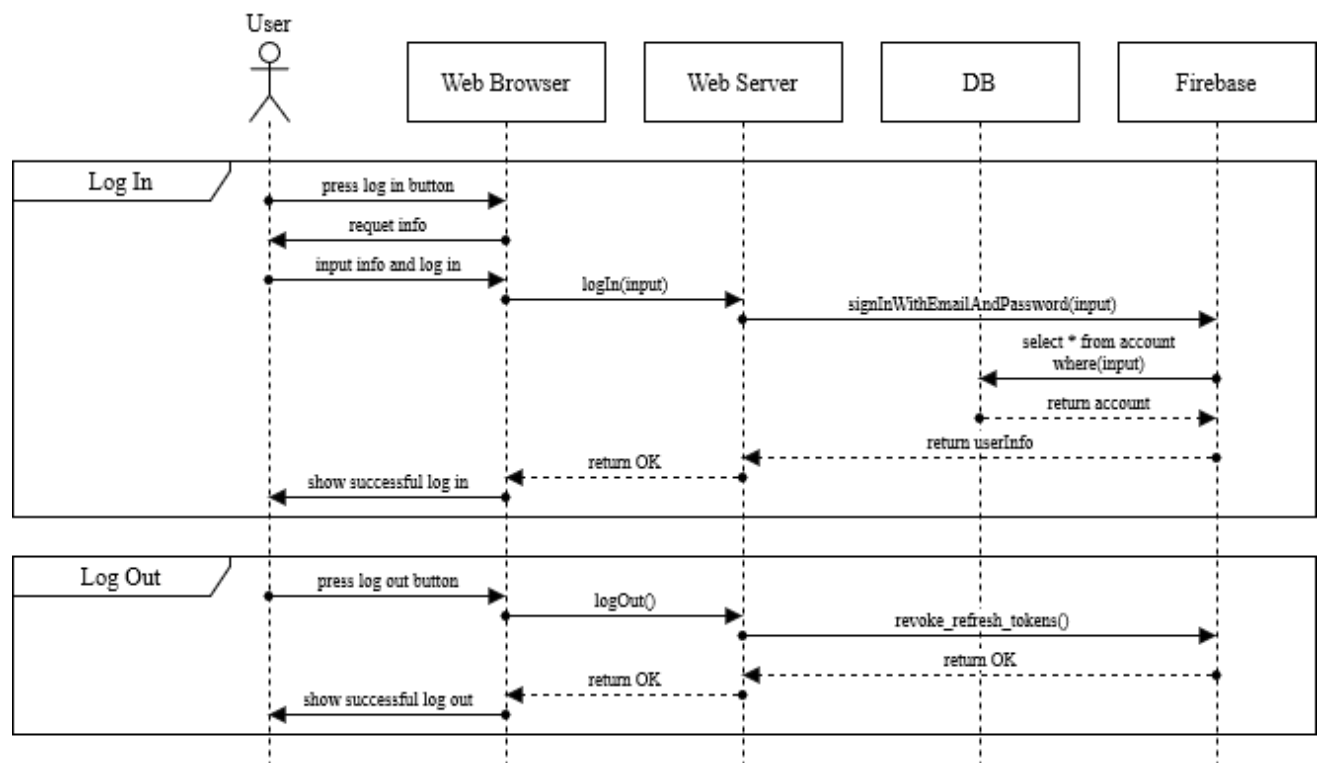 User
Web Browser
Web Server
DB
Firebase
Log In
press log in button
requet info
input info and log in
logIn(input)
signInWithEmailAndPassword(input)
select * from account
where(input)
return account
return userInfo
return OK
show successful log in
Log Out
press log out button
logOut()
revoke_refresh_tokens()
return OK
return OK
show successful log out